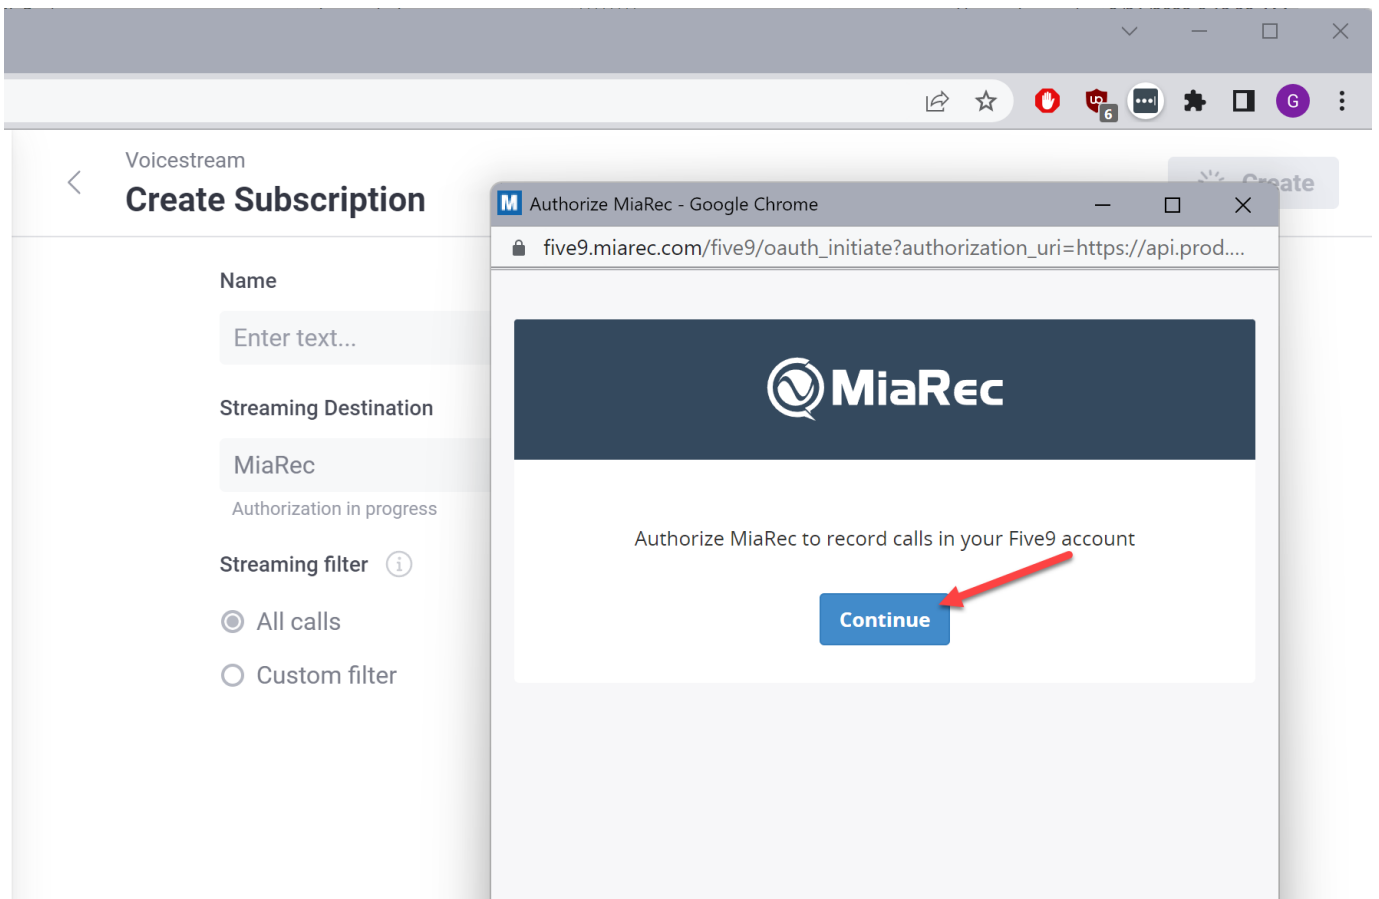 6
G
Voicestream
Create Subscription
Create
Name
Enter text...
Streaming Destination
MiaRec
Authorization in progress
Streaming filter
All calls
Custom filter
M Authorize MiaRec - Google Chrome
five9.miarec.com/five9/oauth_initiate?authorization_uri=https://api.prod....
MiaRec
Authorize MiaRec to record calls in your Five9 account
Continue